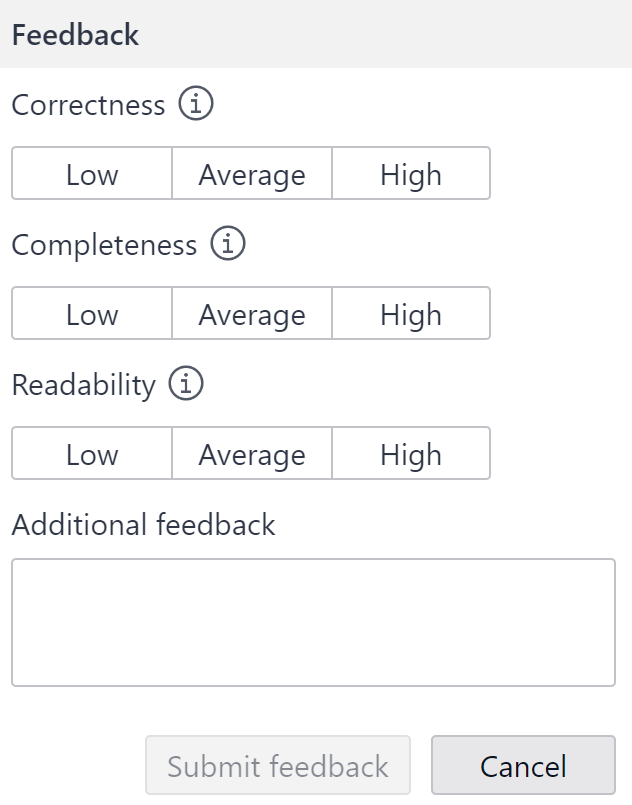 Feedback
Correctness
Low Average High
Completeness
Low Average High
Readability
Low Average High
Additional feedback
Submit feedback Cancel